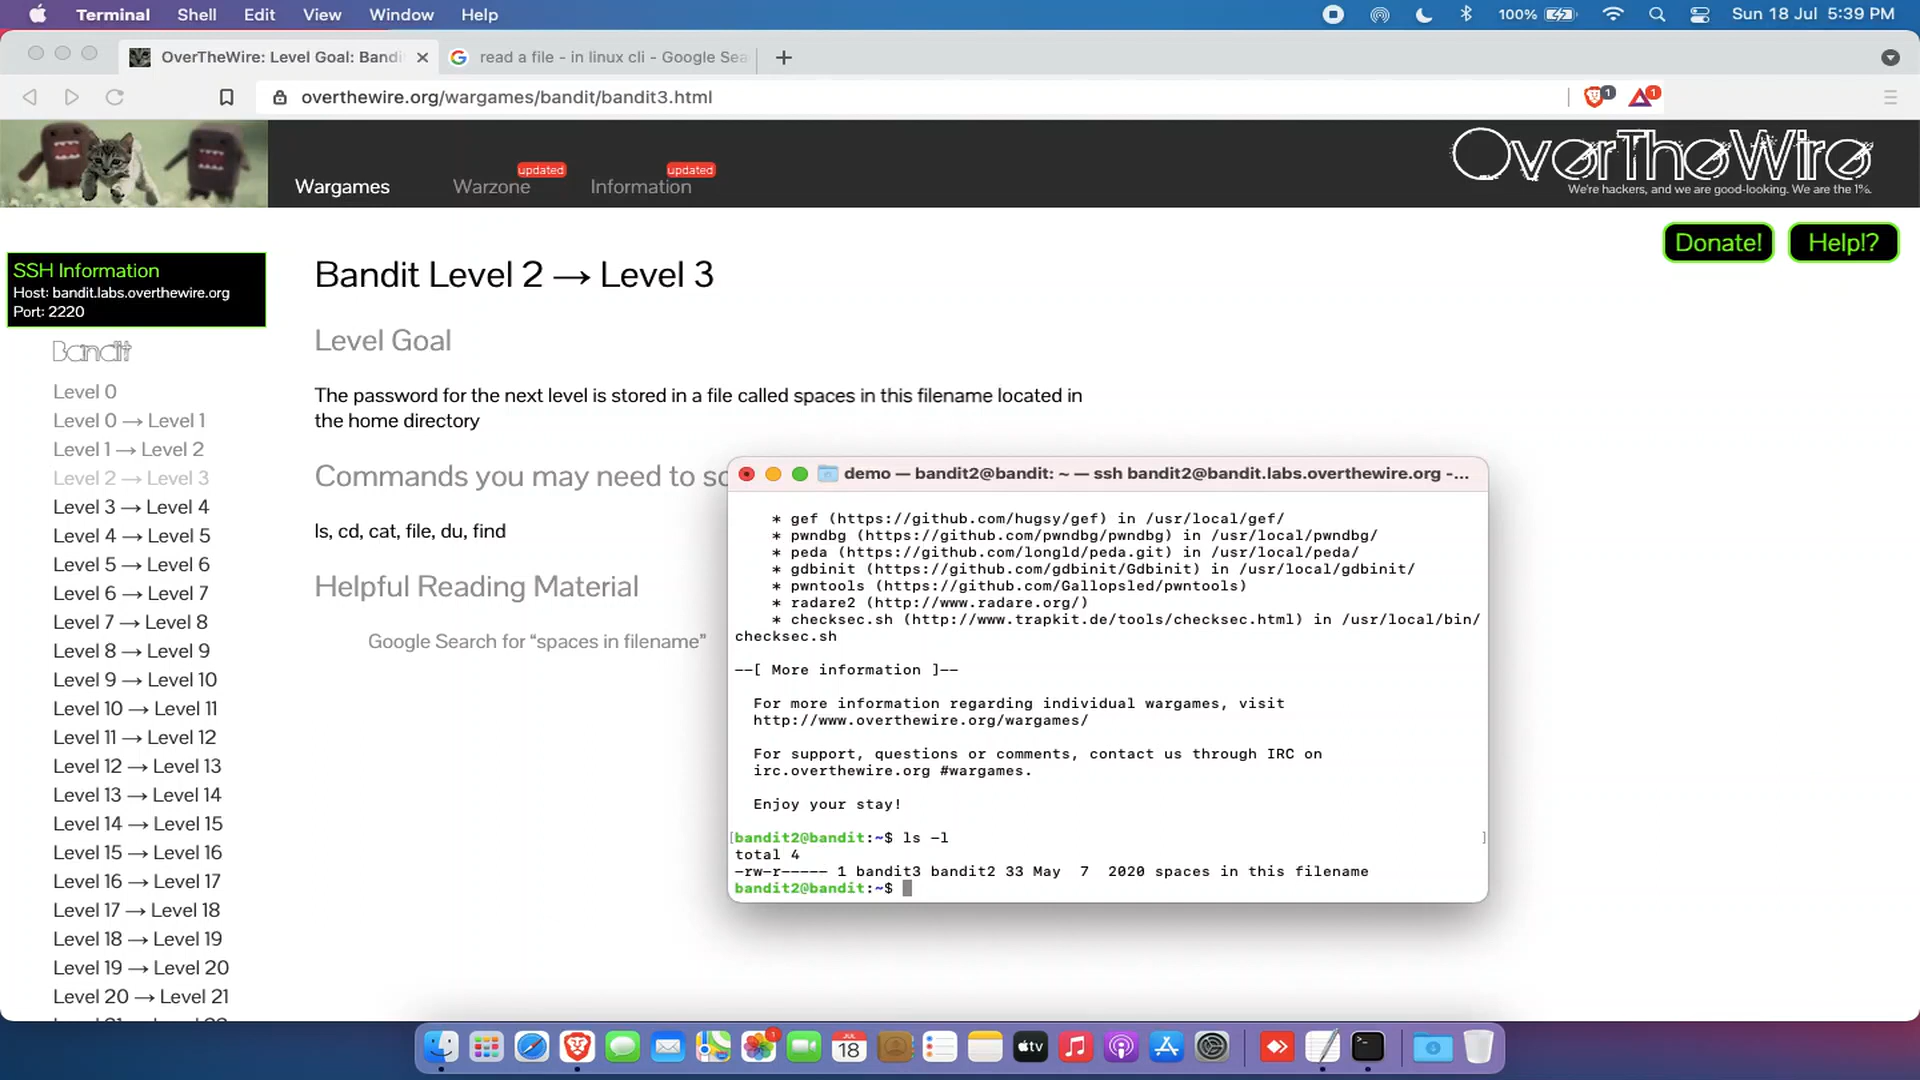 Terminal Shell Edit View Window Help 100% Sun 18 Jul 5:39 PM
OverTheWire: Level Goal: Bandi
read a file - in linux cli - Google Sea
overthewire.org/wargames/bandit/bandit3.html
1
1
Wargames
Warzone
updated
Information
updated
OverTheWire
We're hackers, and we are good-looking. We are the 1%.
Donate!
Help!?
SSH Information
Host: bandit.labs.overthewire.org
Port: 2220
Bandit
Level 0
Level 0 → Level 1
Level 1 → Level 2
Level 2 → Level 3
Level 3 → Level 4
Level 4 → Level 5
Level 5 → Level 6
Level 6 → Level 7
Level 7 → Level 8
Level 8 → Level 9
Level 9 → Level 10
Level 10 → Level 11
Level 11 → Level 12
Level 12 → Level 13
Level 13 → Level 14
Level 14 → Level 15
Level 15 → Level 16
Level 16 → Level 17
Level 17 → Level 18
Level 18 → Level 19
Level 19 → Level 20
Level 20 → Level 21
Bandit Level 2 → Level 3
Level Goal
The password for the next level is stored in a file called spaces in this filename located in
the home directory
Commands you may need to so
ls, cd, cat, file, du, find
Helpful Reading Material
Google Search for “spaces in filename”
demo — bandit2@bandit: ~ — ssh bandit2@bandit.labs.overthewire.org -...
* gef (https://github.com/hugsy/gef) in /usr/local/gef/
* pwndbg (https://github.com/pwndbg/pwndbg) in /usr/local/pwndbg/
* peda (https://github.com/longld/peda.git) in /usr/local/peda/
* gdbinit (https://github.com/gdbinit/Gdbinit) in /usr/local/gdbinit/
* pwntools (https://github.com/Gallopsled/pwntools)
* radare2 (http://www.radare.org/)
* checksec.sh (http://www.trapkit.de/tools/checksec.html) in /usr/local/bin/
checksec.sh
--[ More information ]--
For more information regarding individual wargames, visit
http://www.overthewire.org/wargames/
For support, questions or comments, contact us through IRC on
irc.overthewire.org #wargames.
Enjoy your stay!
[bandit2@bandit:~$ ls -l ]
total 4
-rw-r----- 1 bandit3 bandit2 33 May 7 2020 spaces in this filename
bandit2@bandit:~$
1
JUL
18
tv